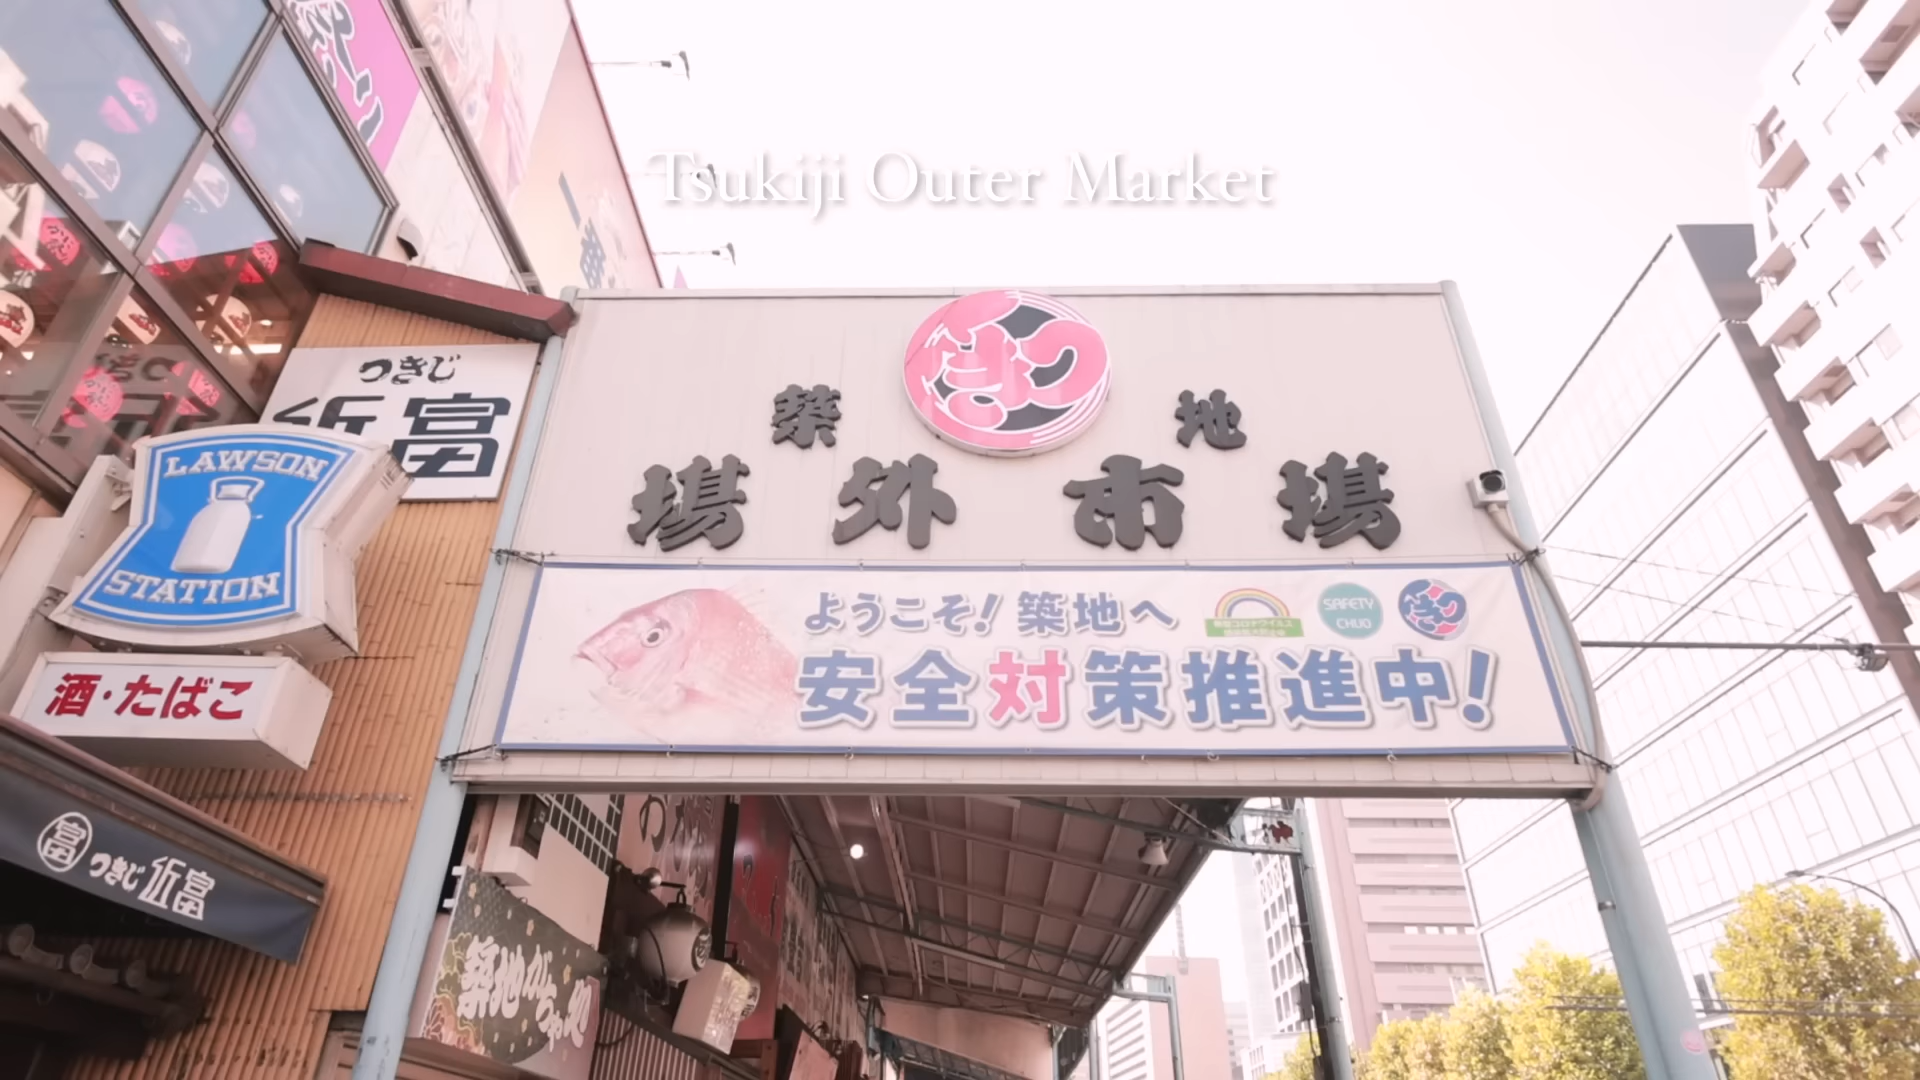 Tsukiji Outer Market
つきじ
近富
LAWSON
STATION
酒・たばこ
築地
場外市場
ようこそ!築地へ
SAFETY
CHUO
安全対策推進中!
富 つきじ 近富